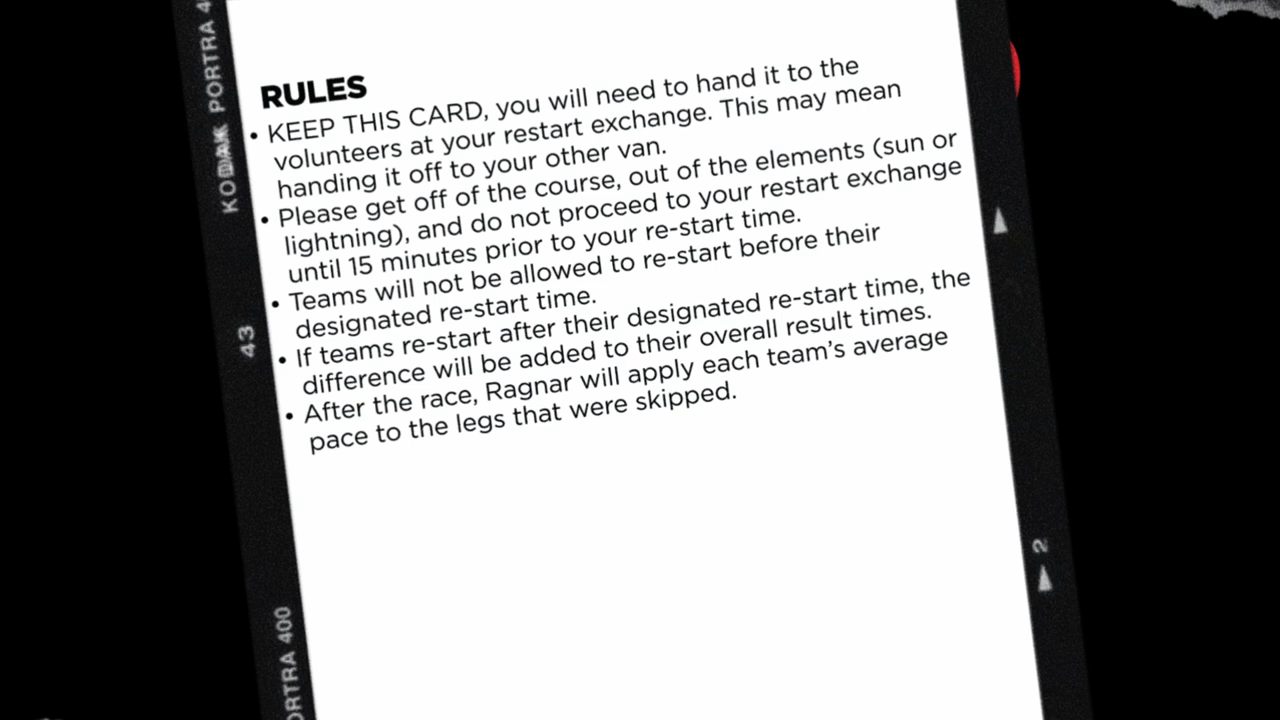 KODAK PORTRA 4
RULES
• KEEP THIS CARD, you will need to hand it to the
volunteers at your restart exchange. This may mean
handing it off to your other van.
• Please get off of the course, out of the elements (sun or
lightning), and do not proceed to your restart exchange
until 15 minutes prior to your re-start time.
• Teams will not be allowed to re-start before their
designated re-start time.
• If teams re-start after their designated re-start time, the
difference will be added to their overall result times.
• After the race, Ragnar will apply each team's average
pace to the legs that were skipped.
43
ORTRA 400
2